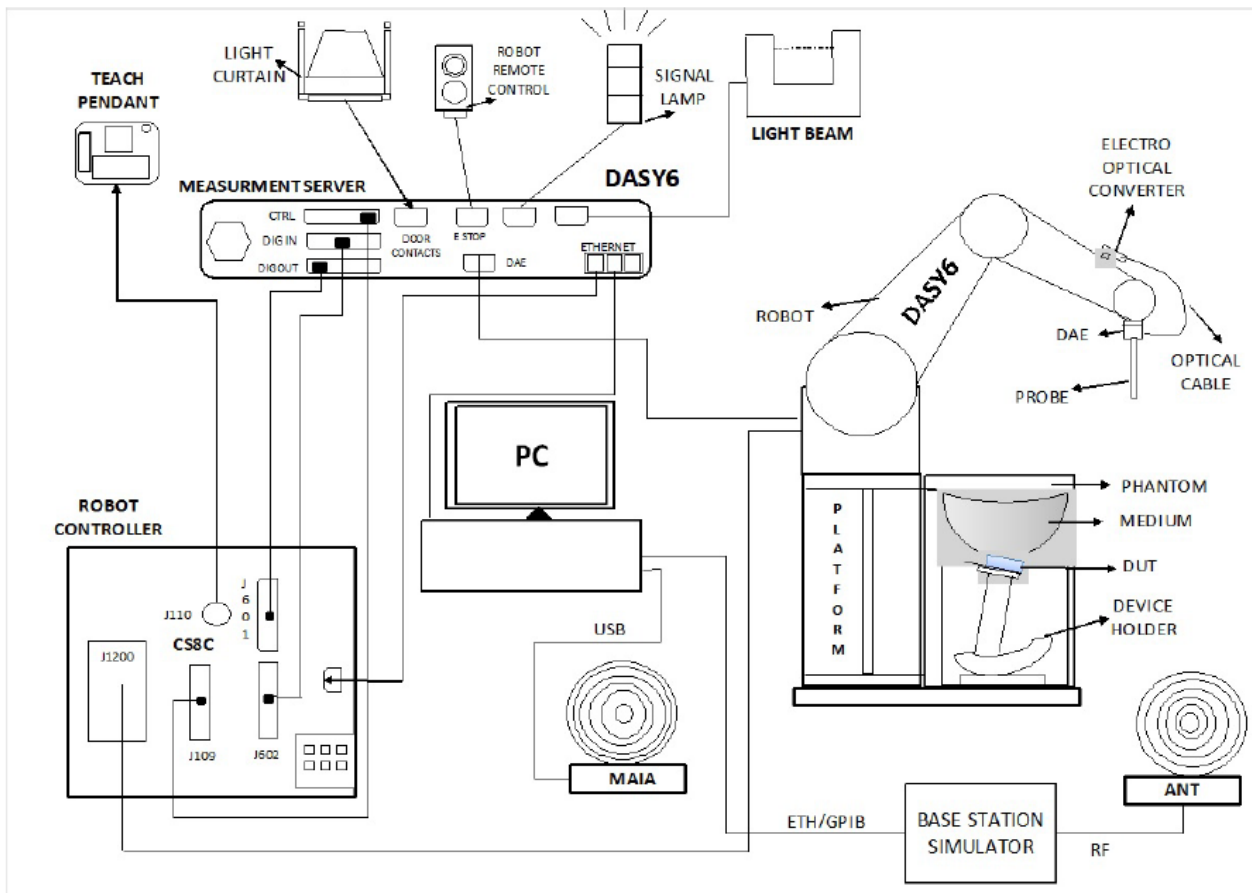 LIGHT
CURTAIN
ROBOT
REMOTE
CONTROL
SIGNAL
LAMP
LIGHT BEAM
TEACH
PENDANT
ELECTRO
OPTICAL
CONVERTER
MEASURMENT SERVER
DASY6
CTRL
DIG IN
DIGOUT
DOOR
CONTACTS
E STOP
DAE
ETHERNET
ROBOT
DASY6
DAE
OPTICAL
CABLE
PROBE
PC
PLATFORM
PHANTOM
MEDIUM
DUT
DEVICE
HOLDER
ROBOT
CONTROLLER
J110
J601
CS8C
J1200
J109
J602
USB
MAIA
ANT
ETH/GPIB
BASE STATION
SIMULATOR
RF